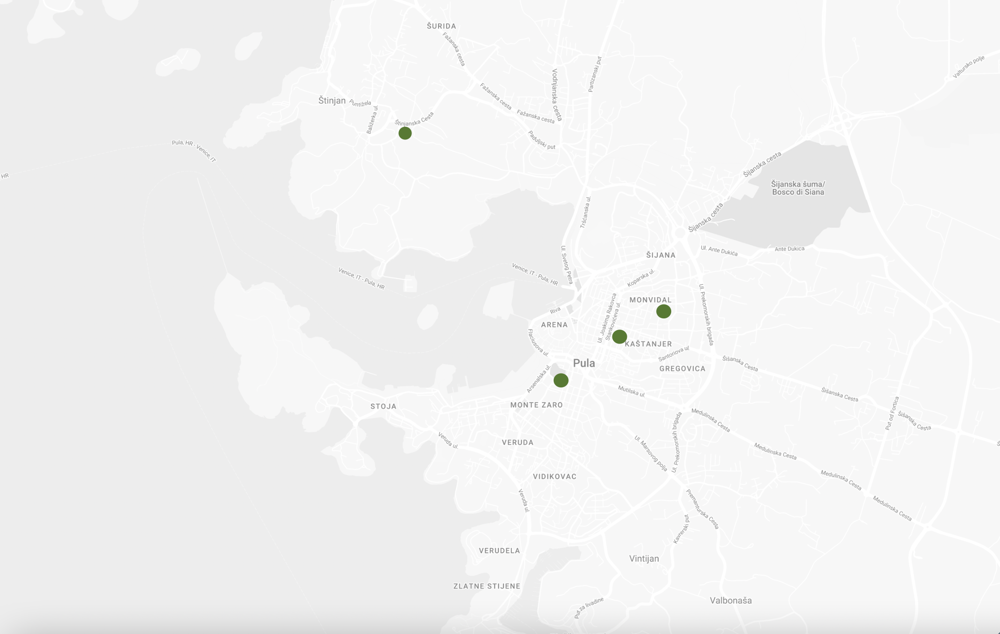 ŠURIDA
Fažanska cesta
Valtursko polje
Vodnjanska cesta
Partizanski put
Štinjan
Puntižela
Fažanska cesta
Baližerka ul.
Štinjanska Cesta
Fažanska cesta
Paduljski put
Pula, HR - Venice, IT
HR
Šijanska cesta
Šijanska šuma/
Bosco di Siana
Tršćanska ul.
Šijanska cesta
Ul. Ante Dukića
Ante Dukica
ŠIJANA
Ul. Svetog Petra
Venice, IT - Pula, HR
Venice, IT - Pula, HR
Koparska ul.
MONVIDAL
Ul. Prekomorskih brigada
Riva
Ul. Joakima Rakovca
Stankovićeva ul.
ARENA
Flaciusova ul.
KAŠTANJER
Santoriova ul.
Pula
Šišanska Cesta
GREGOVICA
Arsenalska ul.
Mutilska ul.
Šišanska Cesta
STOJA
MONTE ZARO
Medulinska Cesta
Put od Fortica
Šišanska Cesta
Ul. Prekomorskih brigada
Veruda ul.
VERUDA
Ul. Marsovog polja
Medulinska Cesta
VIDIKOVAC
Medulinska Cesta
Veruda ul.
Premanturska Cesta
Medulinska Cesta
Kavrerski put
VERUDELA
Vintijan
ZLATNE STIJENE
Put za livadine
Valbonaša